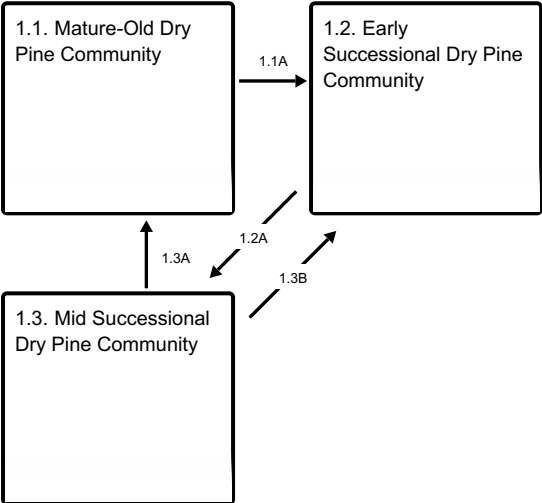 1.1. Mature-Old Dry
Pine Community
1.2. Early
Successional Dry Pine
Community
1.1A
1.2A
1.3A
1.3B
1.3. Mid Successional
Dry Pine Community